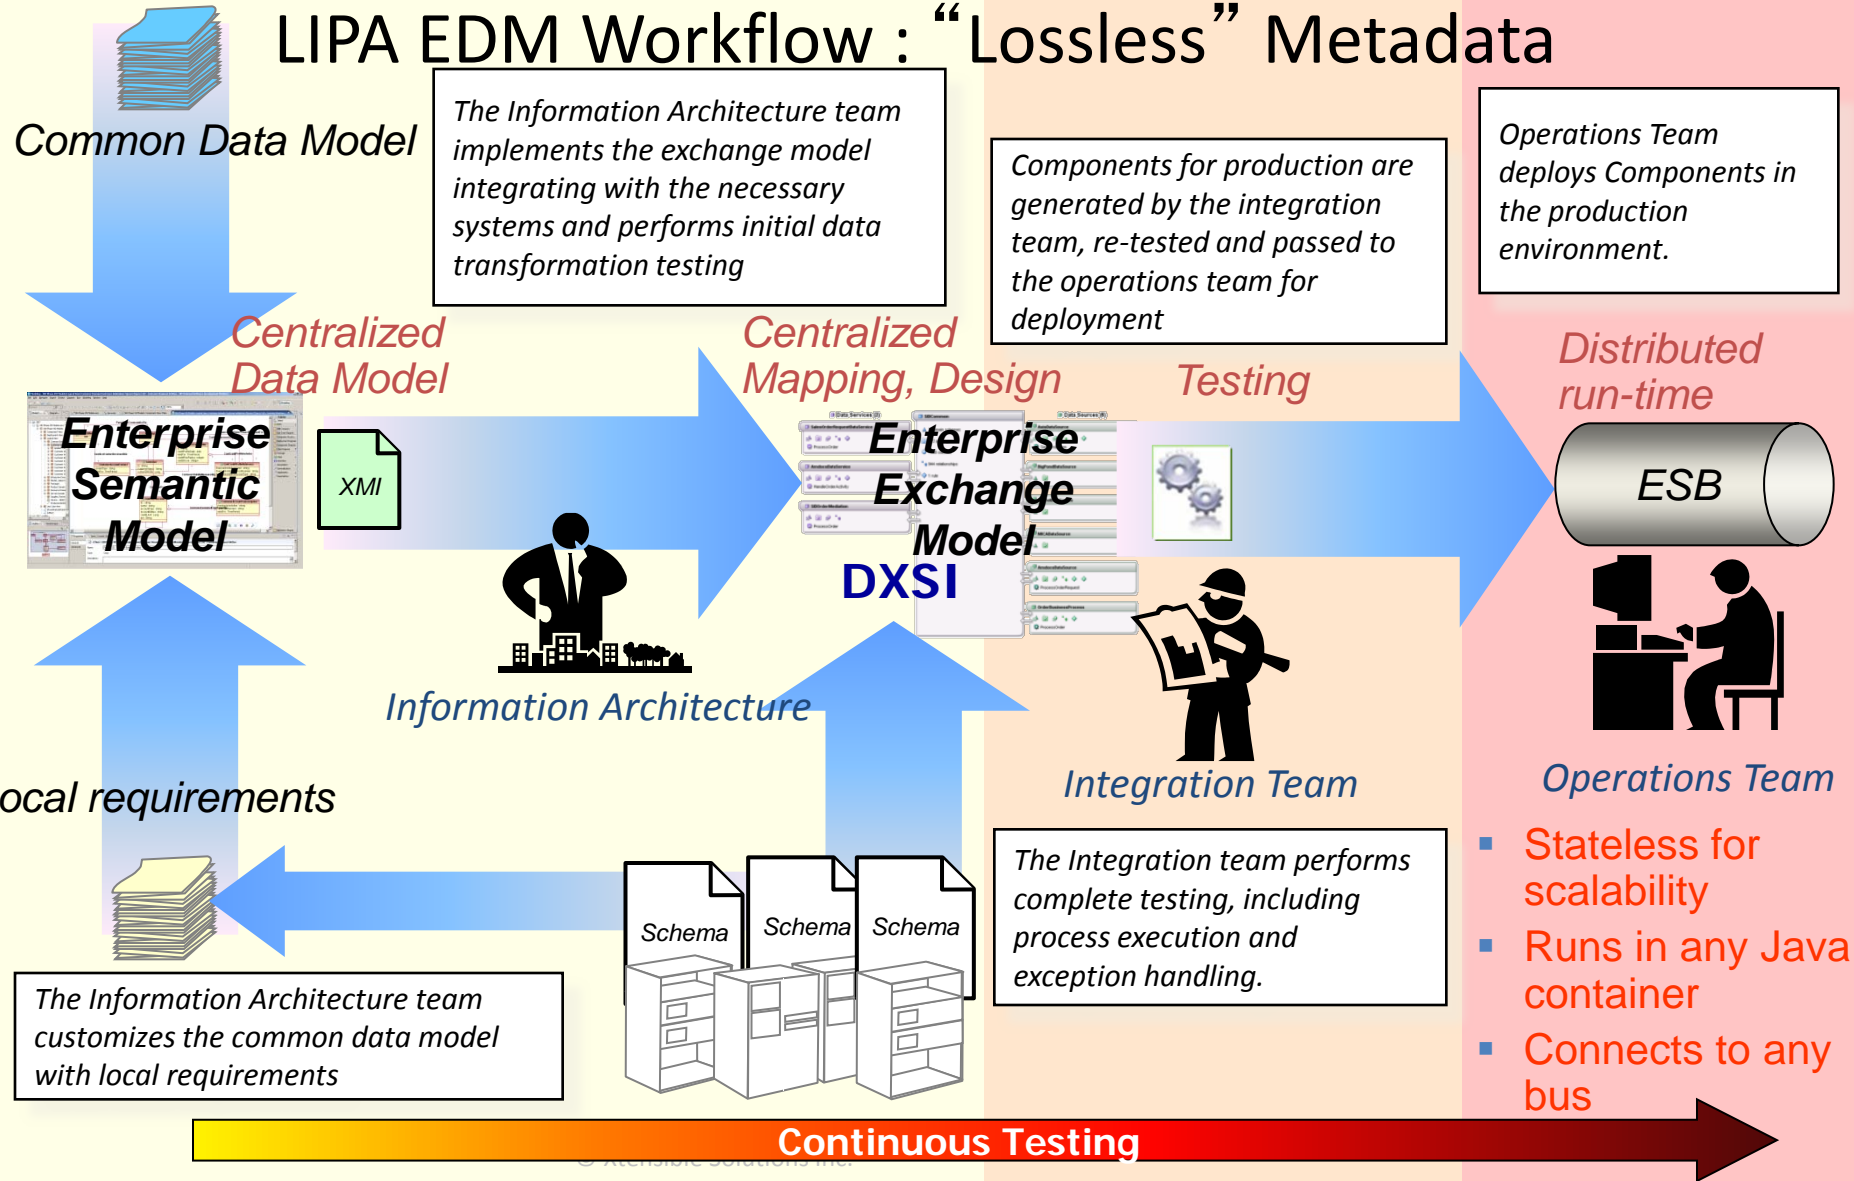 LIPA EDM Workflow : “Lossless” Metadata
Common Data Model
The Information Architecture team
implements the exchange model
integrating with the necessary
systems and performs initial data
transformation testing
Components for production are
generated by the integration
team, re-tested and passed to
the operations team for
deployment
Operations Team
deploys Components in
the production
environment.
Centralized
Data Model
Centralized
Mapping, Design
Testing
Distributed
run-time
Enterprise
Semantic
Model
XMI
Enterprise
Exchange
Model
DXSI
ESB
Information Architecture
Integration Team
Operations Team
ocal requirements
Schema
Schema
Schema
The Information Architecture team
customizes the common data model
with local requirements
The Integration team performs
complete testing, including
process execution and
exception handling.
▪ Stateless for
scalability
▪ Runs in any Java
container
▪ Connects to any
bus
Continuous Testing
© Xtensible Solutions Inc.